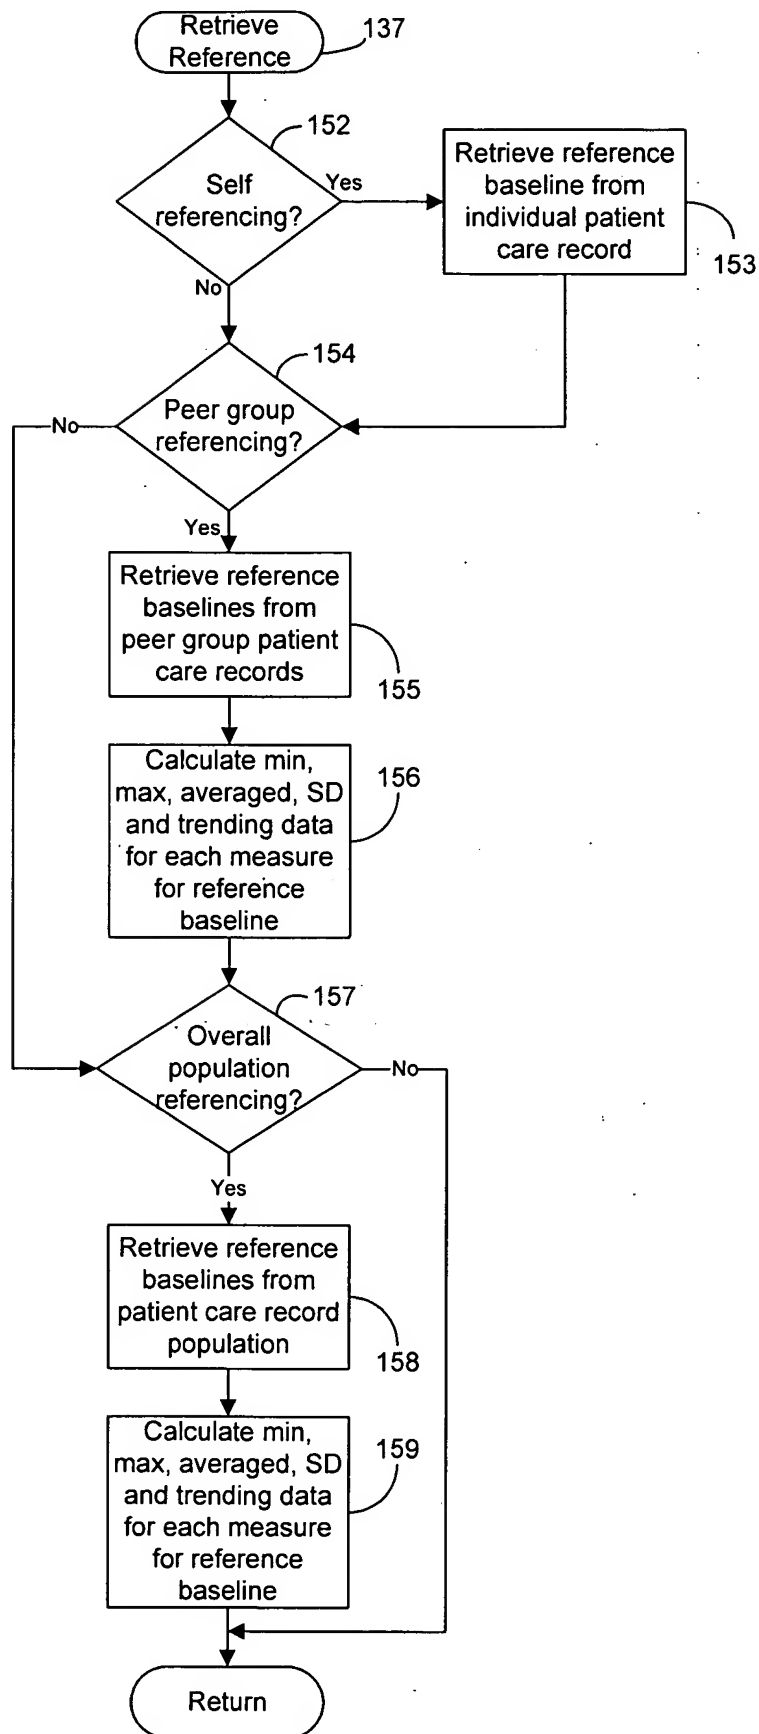 Retrieve
Reference
137
152
Self
referencing?
Yes
Retrieve reference
baseline from
individual patient
care record
153
No
154
Peer group
referencing?
No
Yes
Retrieve reference
baselines from
peer group patient
care records
155
Calculate min,
max, averaged, SD
and trending data
for each measure
for reference
baseline
156
157
Overall
population
referencing?
No
Yes
Retrieve reference
baselines from
patient care record
population
158
Calculate min,
max, averaged, SD
and trending data
for each measure
for reference
baseline
159
Return